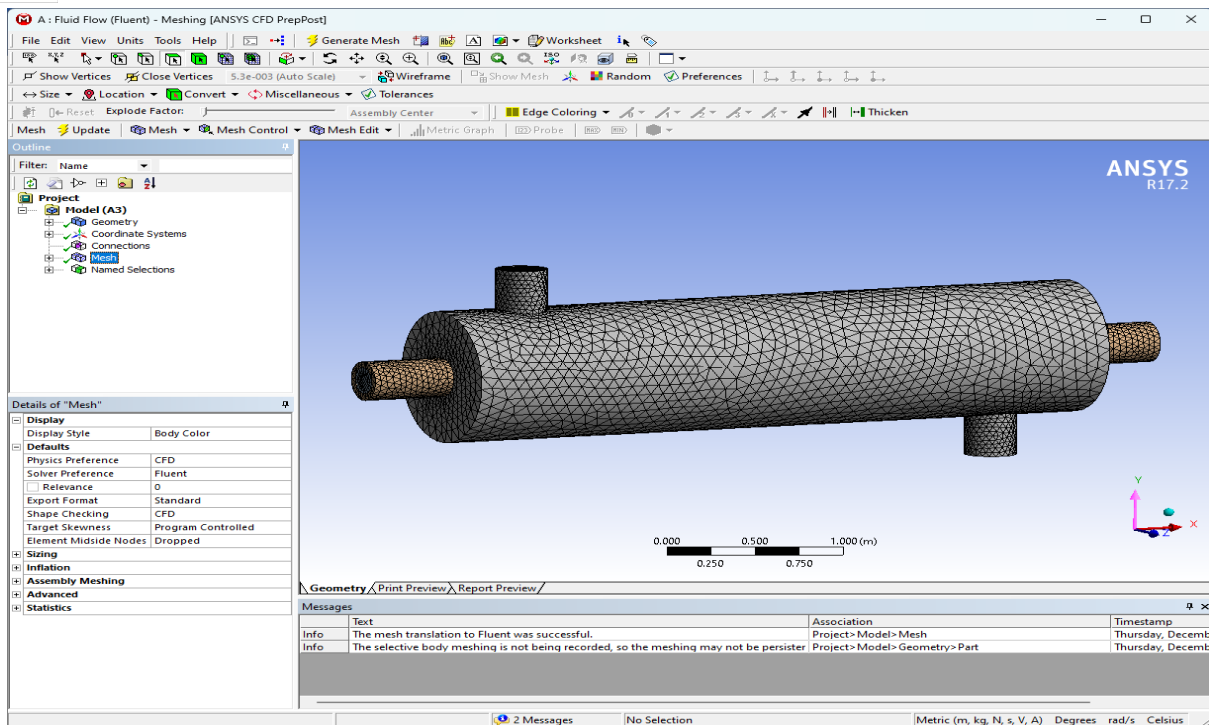 A : Fluid Flow (Fluent) - Meshing [ANSYS CFD PrepPost]
File Edit View Units Tools Help Generate Mesh Worksheet
Show Vertices Close Vertices 5.3e-003 (Auto Scale) Wireframe Show Mesh Random Preferences
Size Location Convert Miscellaneous Tolerances
Reset Explode Factor: Assembly Center Edge Coloring Thicken
Mesh Update Mesh Mesh Control Mesh Edit Metric Graph Probe
Outline
Filter: Name
Project
Model (A3)
Geometry
Coordinate Systems
Connections
Mesh
Named Selections
Details of "Mesh"
Display
Display Style Body Color
Defaults
Physics Preference CFD
Solver Preference Fluent
Relevance 0
Export Format Standard
Shape Checking CFD
Target Skewness Program Controlled
Element Midside Nodes Dropped
Sizing
Inflation
Assembly Meshing
Advanced
Statistics
ANSYS
R17.2
Y
X
Z
0.000 0.500 1.000 (m)
0.250 0.750
Geometry Print Preview Report Preview
Messages
Text Association Timestamp
Info The mesh translation to Fluent was successful. Project>Model>Mesh Thursday, Decemb
Info The selective body meshing is not being recorded, so the meshing may not be persister Project>Model>Geometry>Part Thursday, Decemb
2 Messages No Selection Metric (m, kg, N, s, V, A) Degrees rad/s Celsius